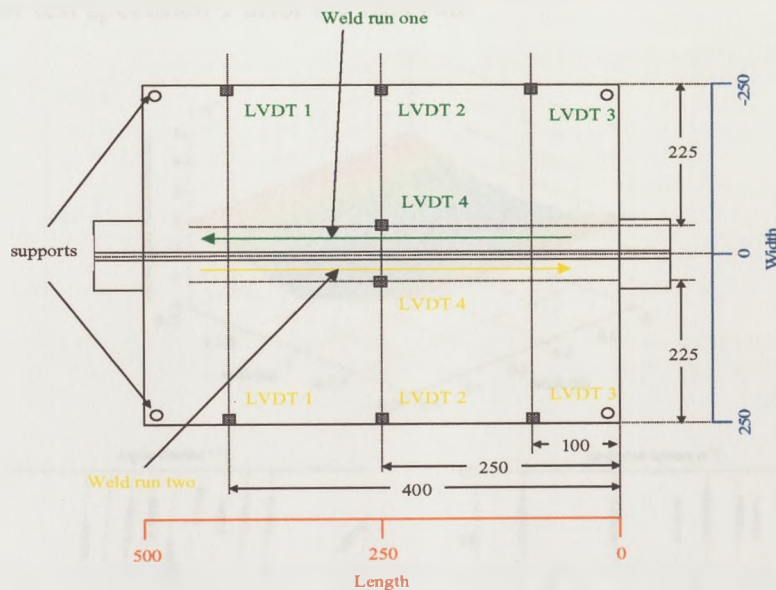 Weld run one
-250
LVDT 1
LVDT 2
LVDT 3
225
LVDT 4
supports
0
Width
LVDT 4
225
LVDT 1
LVDT 2
LVDT 3
250
100
250
Weld run two
400
500
250
0
Length